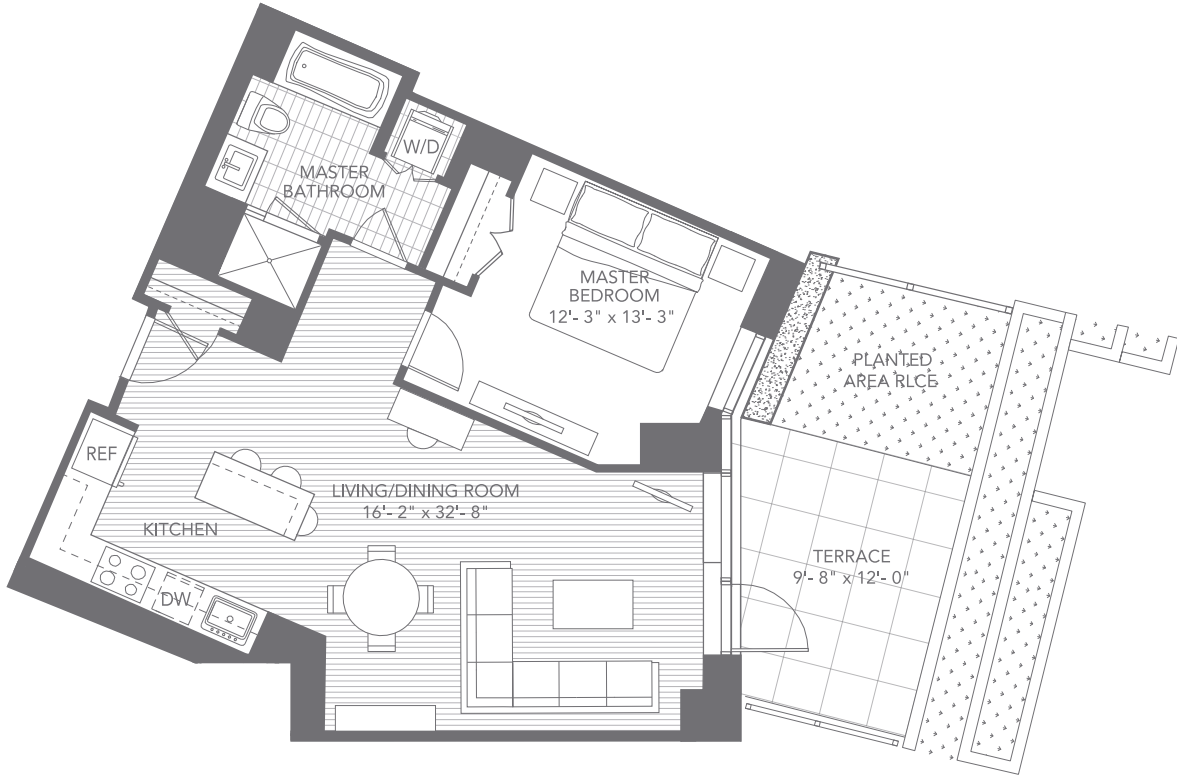 W/D
MASTER
BATHROOM
MASTER
BEDROOM
12'- 3" x 13'- 3"
PLANTED
AREA RLCE
REF
LIVING/DINING ROOM
16'- 2" x 32'- 8"
KITCHEN
TERRACE
9'- 8" x 12'- 0"
DW